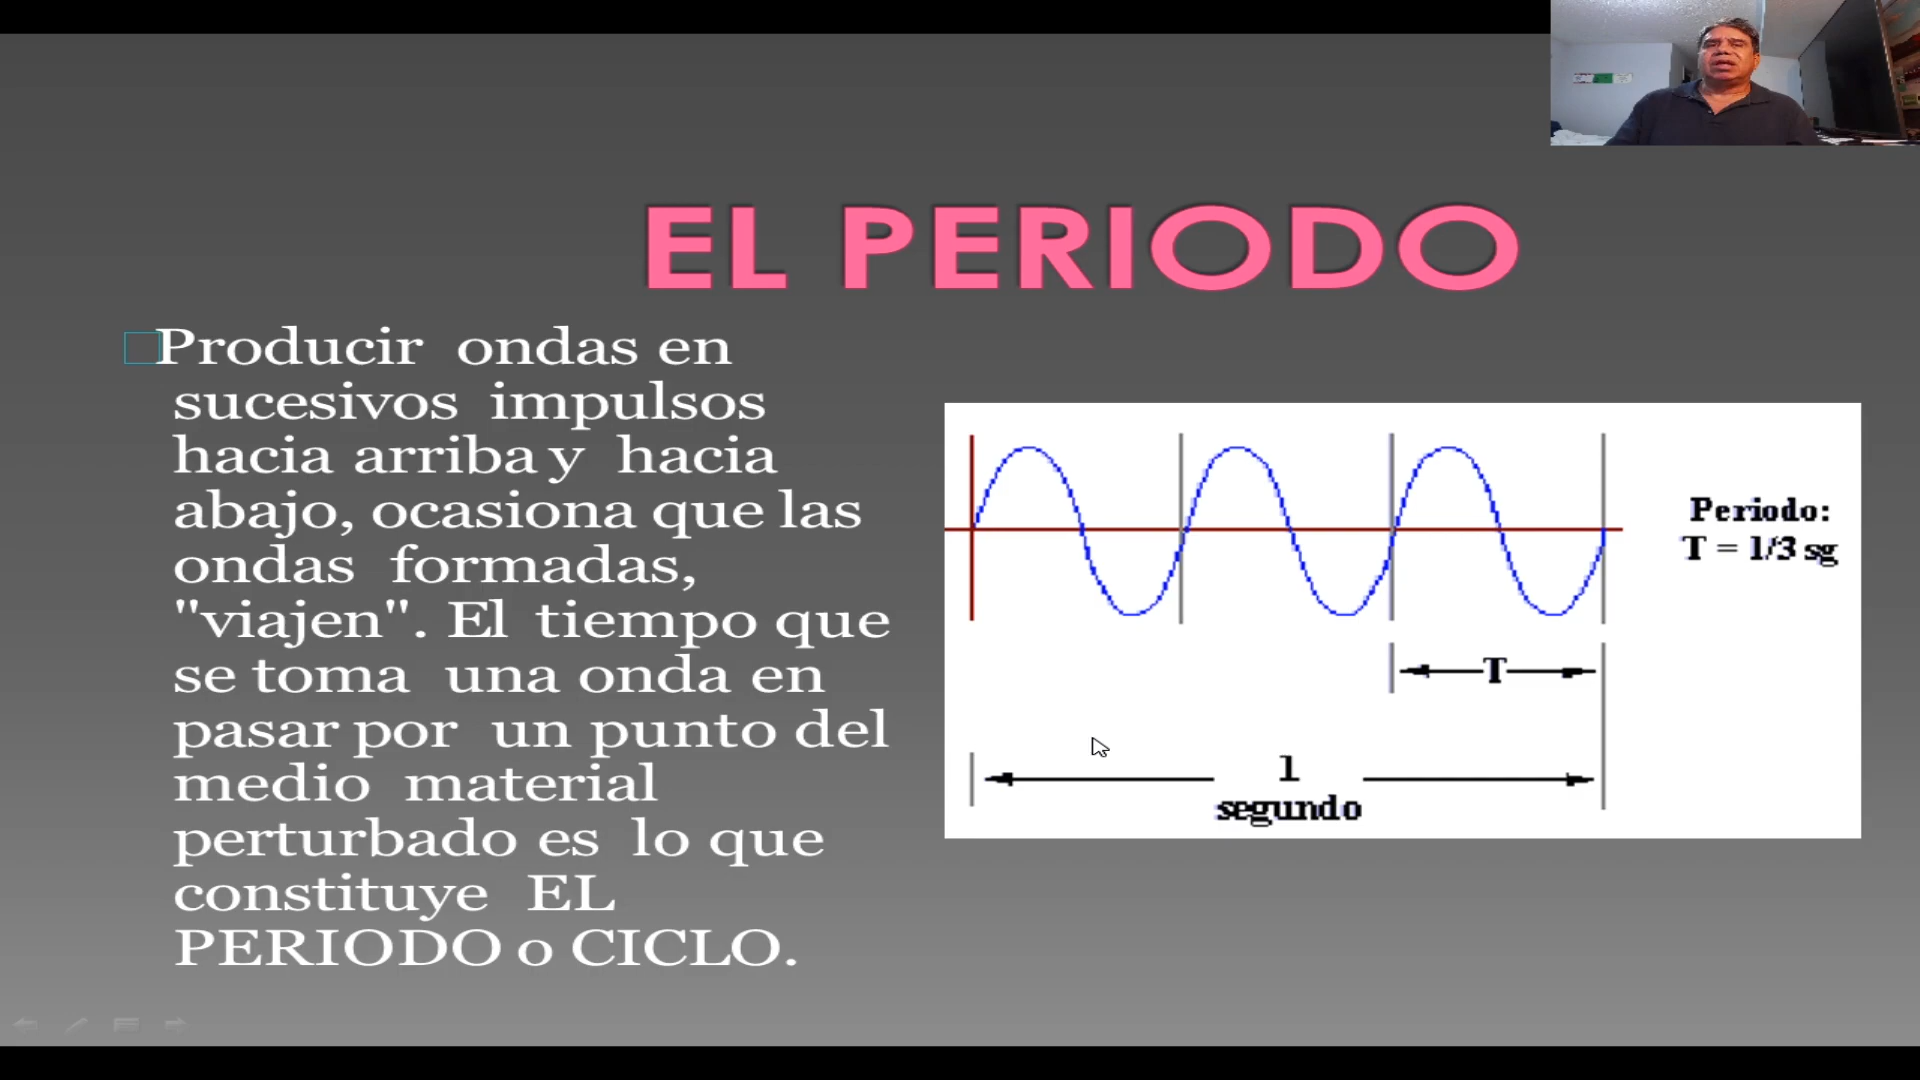 EL PERIODO
Producir ondas en
sucesivos impulsos
hacia arriba y hacia
abajo, ocasiona que las
ondas formadas,
"viajen". El tiempo que
se toma una onda en
pasar por un punto del
medio material
perturbado es lo que
constituye EL
PERIODO o CICLO.
Periodo:
T = 1/3 sg
T
1
segundo